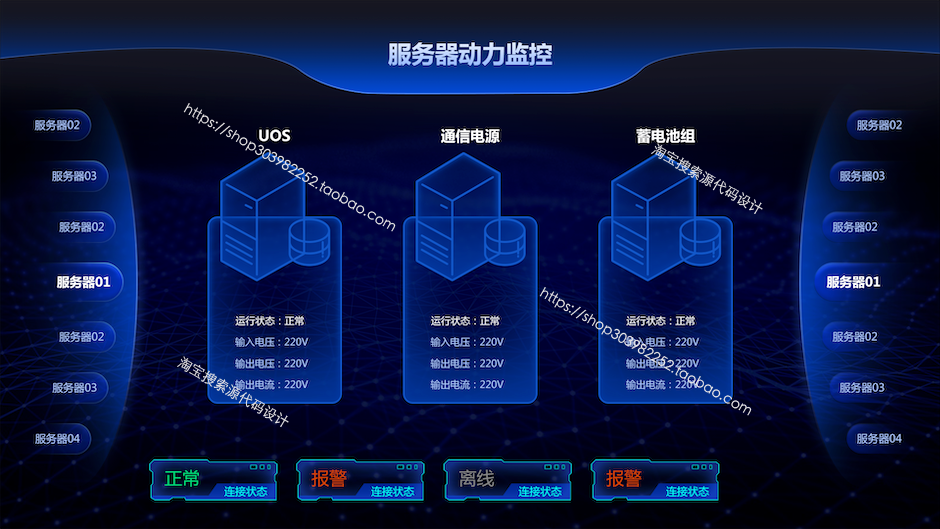 服务器动力监控
服务器02
服务器03
服务器02
服务器01
服务器02
服务器03
服务器04
UOS
运行状态：正常
输入电压：220V
输出电压：220V
输出电流：220V
通信电源
运行状态：正常
输入电压：220V
输出电压：220V
输出电流：220V
蓄电池组
运行状态：正常
输入电压：220V
输出电压：220V
输出电流：220V
服务器02
服务器03
服务器02
服务器01
服务器02
服务器03
服务器04
正常
连接状态
报警
连接状态
离线
连接状态
报警
连接状态
https://shop303982252.taobao.com
淘宝搜索源代码设计
https://shop303982252.taobao.com
淘宝搜索源代码设计